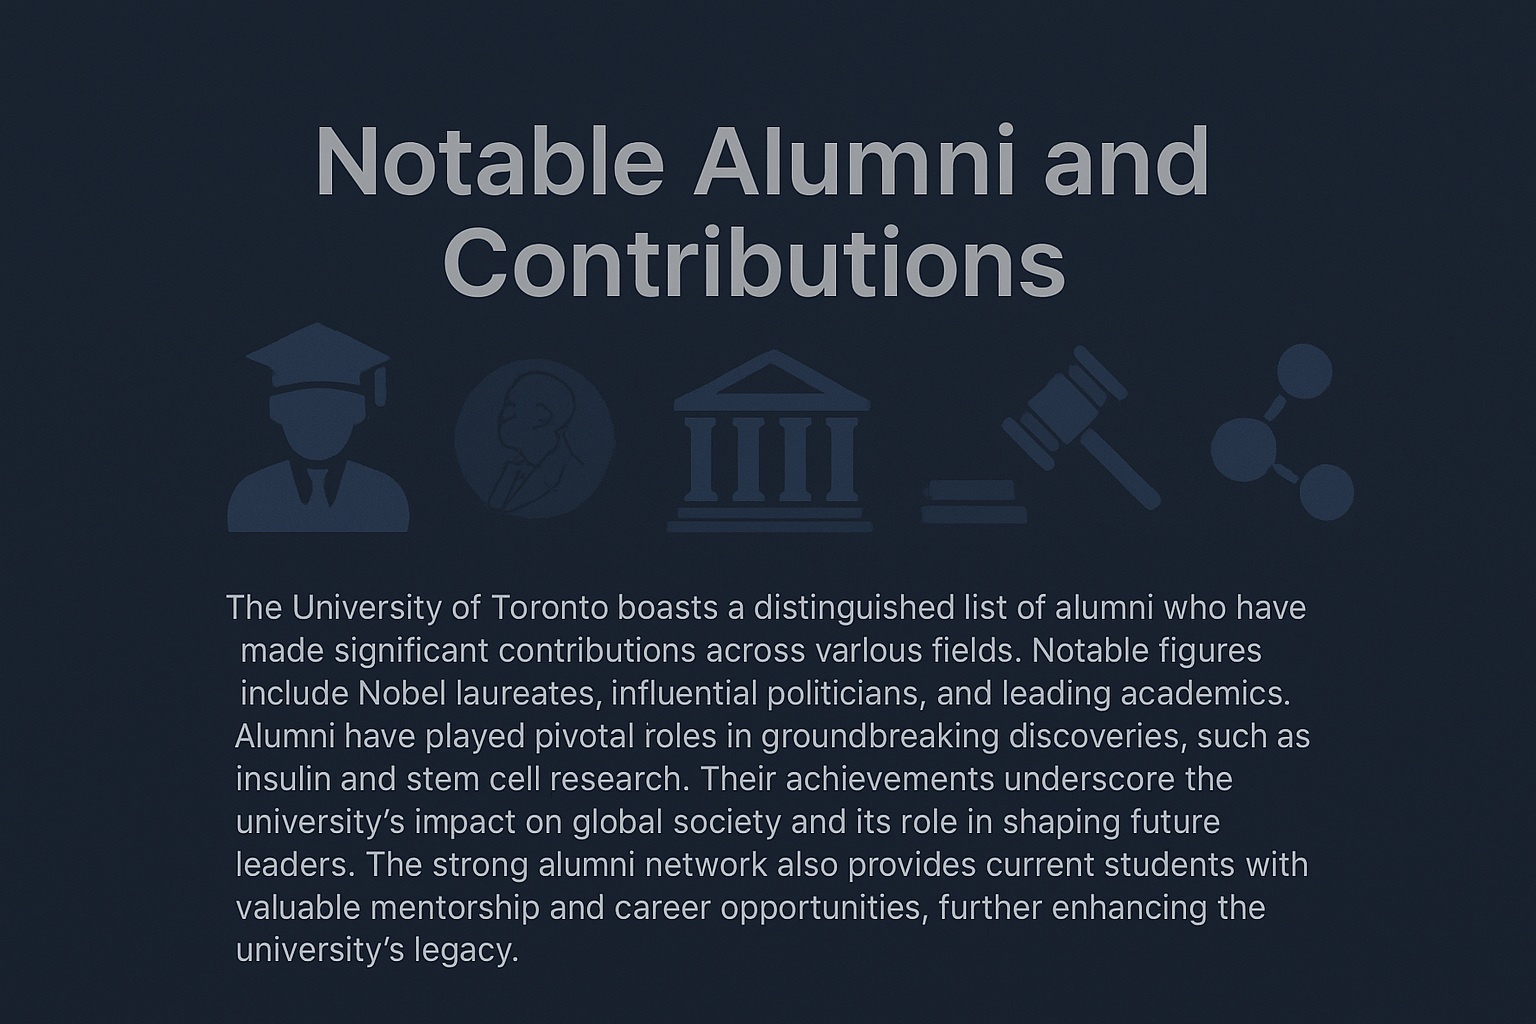 Notable Alumni and
Contributions
The University of Toronto boasts a distinguished list of alumni who have
made significant contributions across varlous fields. Notable figures
include Nobel laureates, influential politicians, and leading academics.
Alumni have played pivotal roles in groundbreaking discoveries, such as
insulin and stem cell research. Their achievements underscore the
university’s impact on global society and its role in shaping future
leaders. The strong alumni network also provides current students with
valuable mentorship and career opportunities, further enhancing the
university’s legacy.